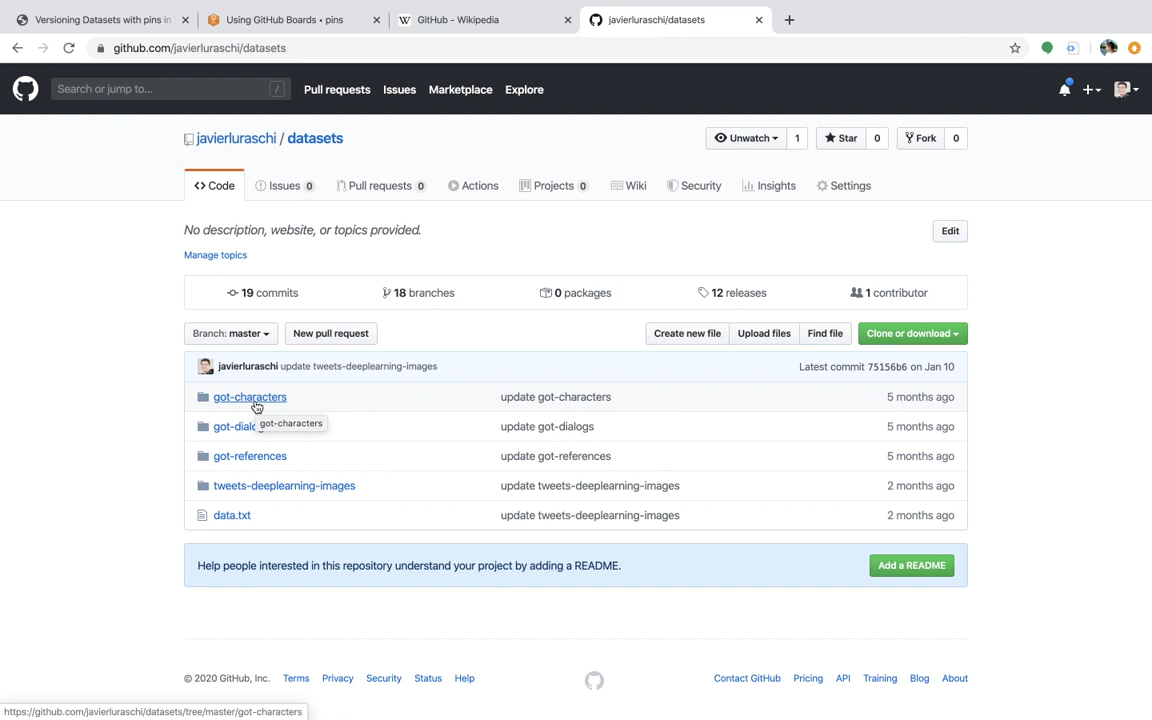 Versioning Datasets with pins in
Using GitHub Boards • pins
GitHub - Wikipedia
javierluraschi/datasets
github.com/javierluraschi/datasets
Search or jump to...
/
Pull requests
Issues
Marketplace
Explore
javierluraschi / datasets
Unwatch
1
Star
0
Fork
0
<> Code
Issues 0
Pull requests 0
Actions
Projects 0
Wiki
Security
Insights
Settings
No description, website, or topics provided.
Edit
Manage topics
19 commits
18 branches
0 packages
12 releases
1 contributor
Branch: master
New pull request
Create new file
Upload files
Find file
Clone or download
javierluraschi update tweets-deeplearning-images
Latest commit 75156b6 on Jan 10
got-characters
update got-characters
5 months ago
got-characters
got-dialo
update got-dialogs
5 months ago
got-references
update got-references
5 months ago
tweets-deeplearning-images
update tweets-deeplearning-images
2 months ago
data.txt
update tweets-deeplearning-images
2 months ago
Help people interested in this repository understand your project by adding a README.
Add a README
© 2020 GitHub, Inc.
Terms
Privacy
Security
Status
Help
Contact GitHub
Pricing
API
Training
Blog
About
https://github.com/javierluraschi/datasets/tree/master/got-characters